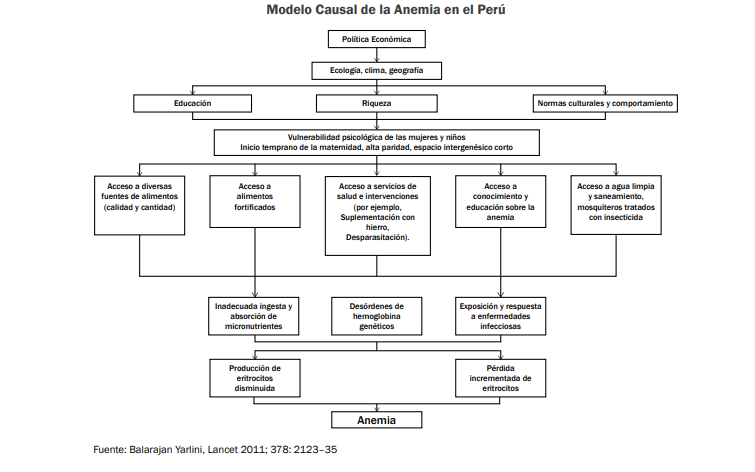 Modelo Causal de la Anemia en el Perú
Política Económica
Ecología, clima, geografía
Educación
Riqueza
Normas culturales y comportamiento
Vulnerabilidad psicológica de las mujeres y niños
Inicio temprano de la maternidad, alta paridad, espacio intergenésico corto
Acceso a diversas
fuentes de alimentos
(calidad y cantidad)
Acceso a
alimentos
fortificados
Acceso a servicios de
salud e intervenciones
(por ejemplo,
Suplementación con
hierro,
Desparasitación).
Acceso a
conocimiento y
educación sobre la
anemia
Acceso a agua limpia
y saneamiento,
mosquiteros tratados
con insecticida
Inadecuada ingesta y
absorción de
micronutrientes
Desórdenes de
hemoglobina
genéticos
Exposición y respuesta
a enfermedades
infecciosas
Producción de
eritrocitos
disminuida
Pérdida
incrementada de
eritrocitos
Anemia
Fuente: Balarajan Yarlini, Lancet 2011; 378: 2123–35